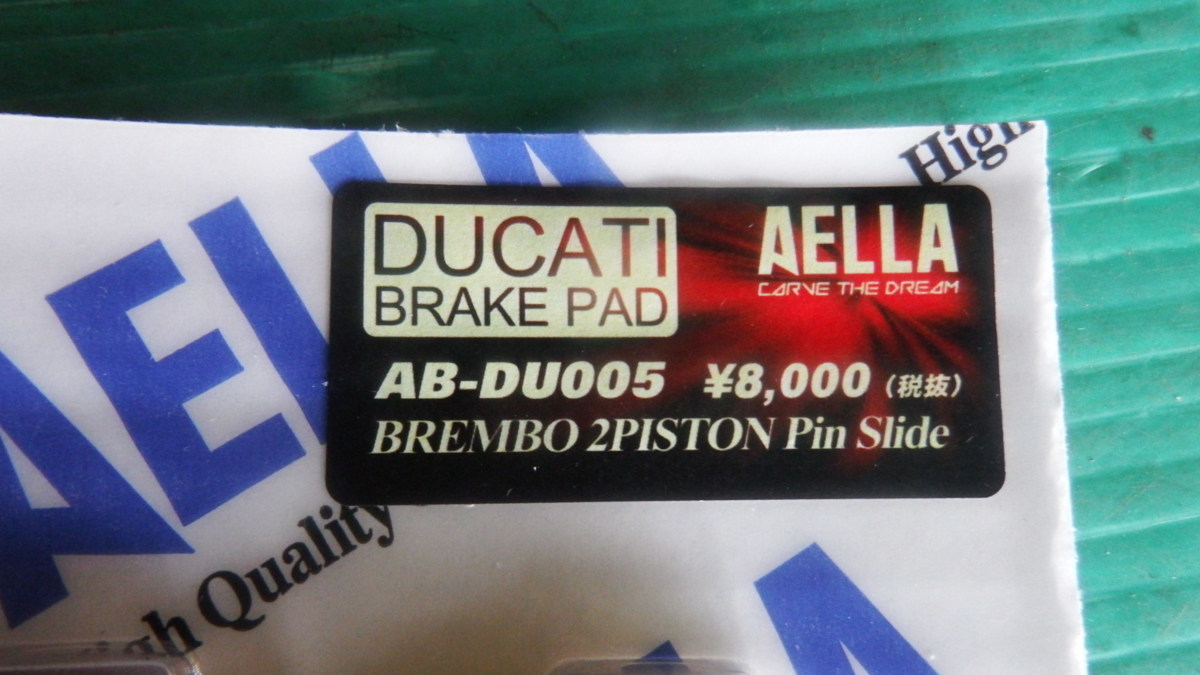 High
AELLA
DUCATI
BRAKE PAD
AELLA
CARVE THE DREAM
AB-DU005 ¥8,000 (税抜)
BREMBO 2PISTON Pin Slide
High Quality